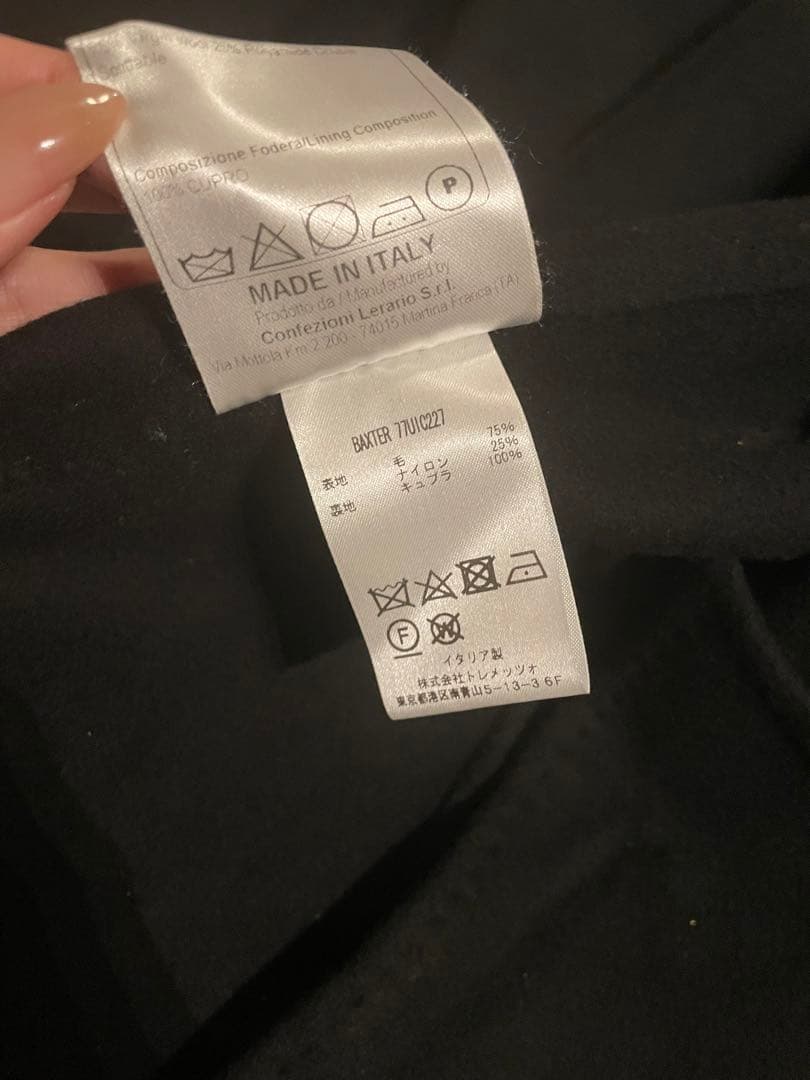 25%
Composizione Fodera/Lining Composition
100% CUPRO
P
MADE IN ITALY
Prodotto da / Manufactured by
Confezioni Lerario S.r.l.
Via Mottola Km 2.200 - 74015 Martina Franca (TA)
BAXTER 77UIC227
表地 毛 75%
ナイロン 25%
裏地 キュプラ 100%
F W
イタリア製
株式会社トレメッツォ
東京都港区南青山5-13-3 6F